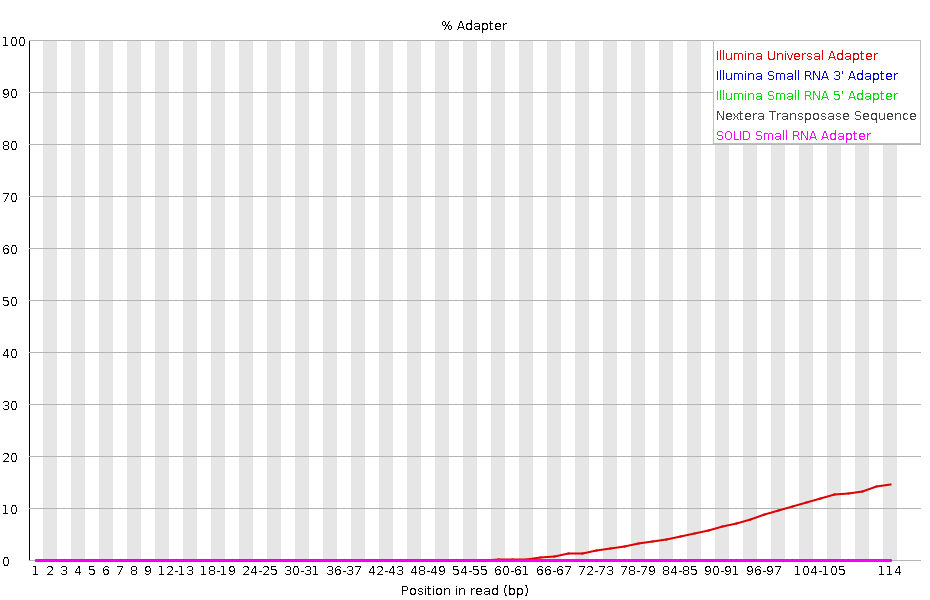 % Adapter
100
90
80
70
60
50
40
30
20
10
0
Illumina Universal Adapter
Illumina Small RNA 3' Adapter
Illumina Small RNA 5' Adapter
Nextera Transposase Sequence
SOLID Small RNA Adapter
1 2 3 4 5 6 7 8 9 12-13 18-19 24-25 30-31 36-37 42-43 48-49 54-55 60-61 66-67 72-73 78-79 84-85 90-91 96-97 104-105 114
Position in read (bp)